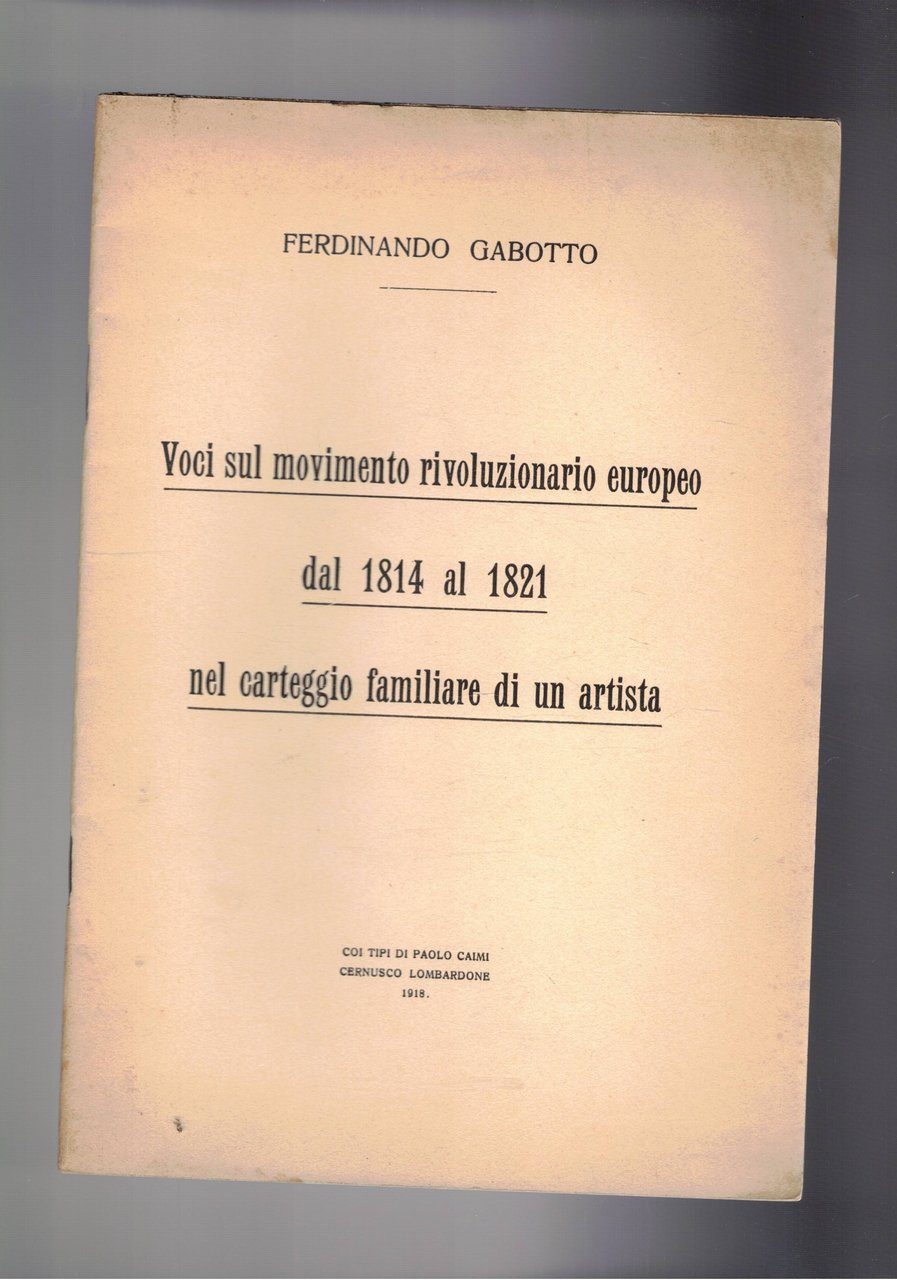 FERDINANDO GABOTTO
Voci sul movimento rivoluzionario europeo
dal 1814 al 1821
nel carteggio familiare di un artista
COI TIPI DI PAOLO CAIMI
CERNUSCO LOMBARDONE
1918.